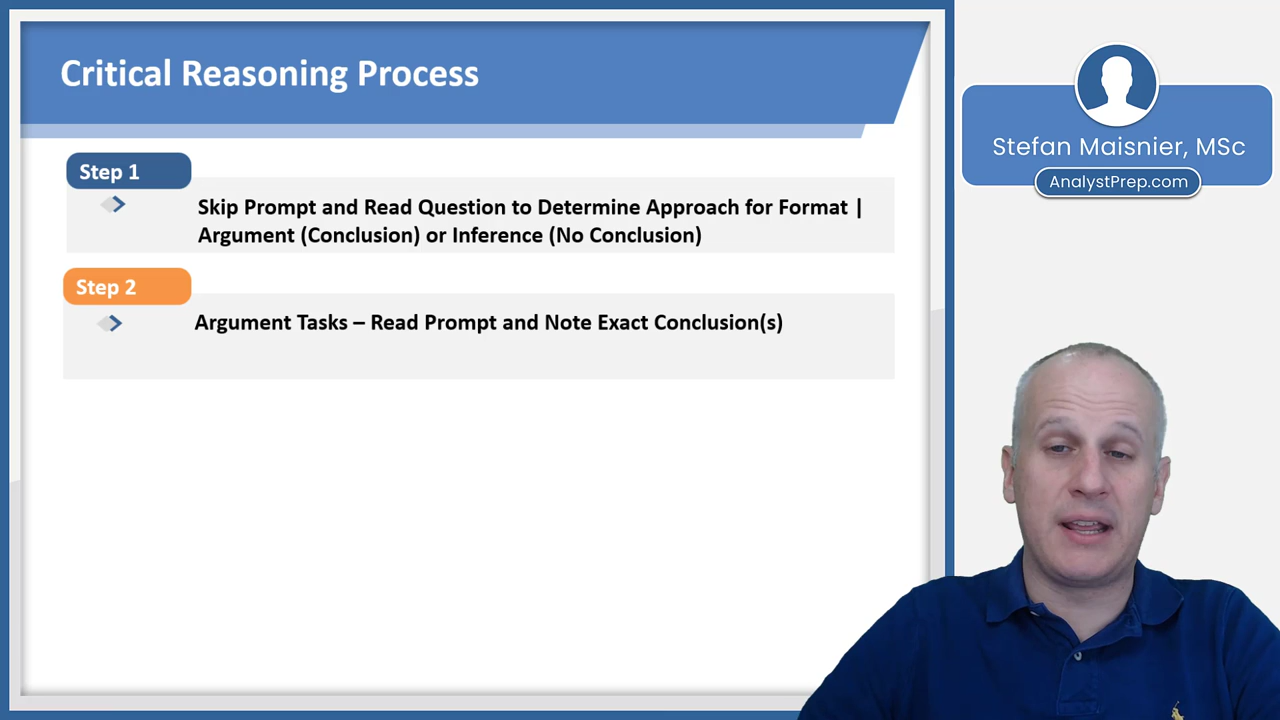 Critical Reasoning Process
Step 1
Skip Prompt and Read Question to Determine Approach for Format |
Argument (Conclusion) or Inference (No Conclusion)
Step 2
Argument Tasks – Read Prompt and Note Exact Conclusion(s)
Stefan Maisnier, MSc
AnalystPrep.com